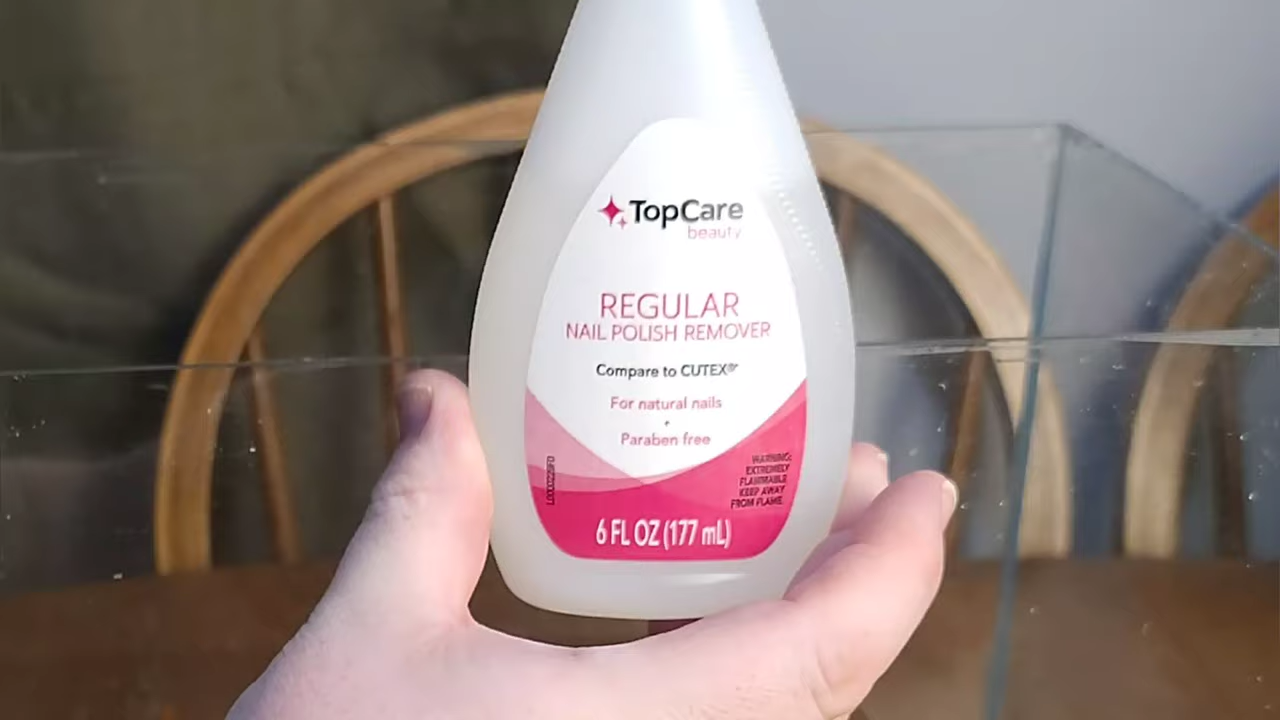 TopCare
beauty
REGULAR
NAIL POLISH REMOVER
Compare to CUTEX®*
For natural nails
•
Paraben free
WARNING:
EXTREMELY
FLAMMABLE
KEEP AWAY
FROM FLAME.
6 FL OZ (177 mL)